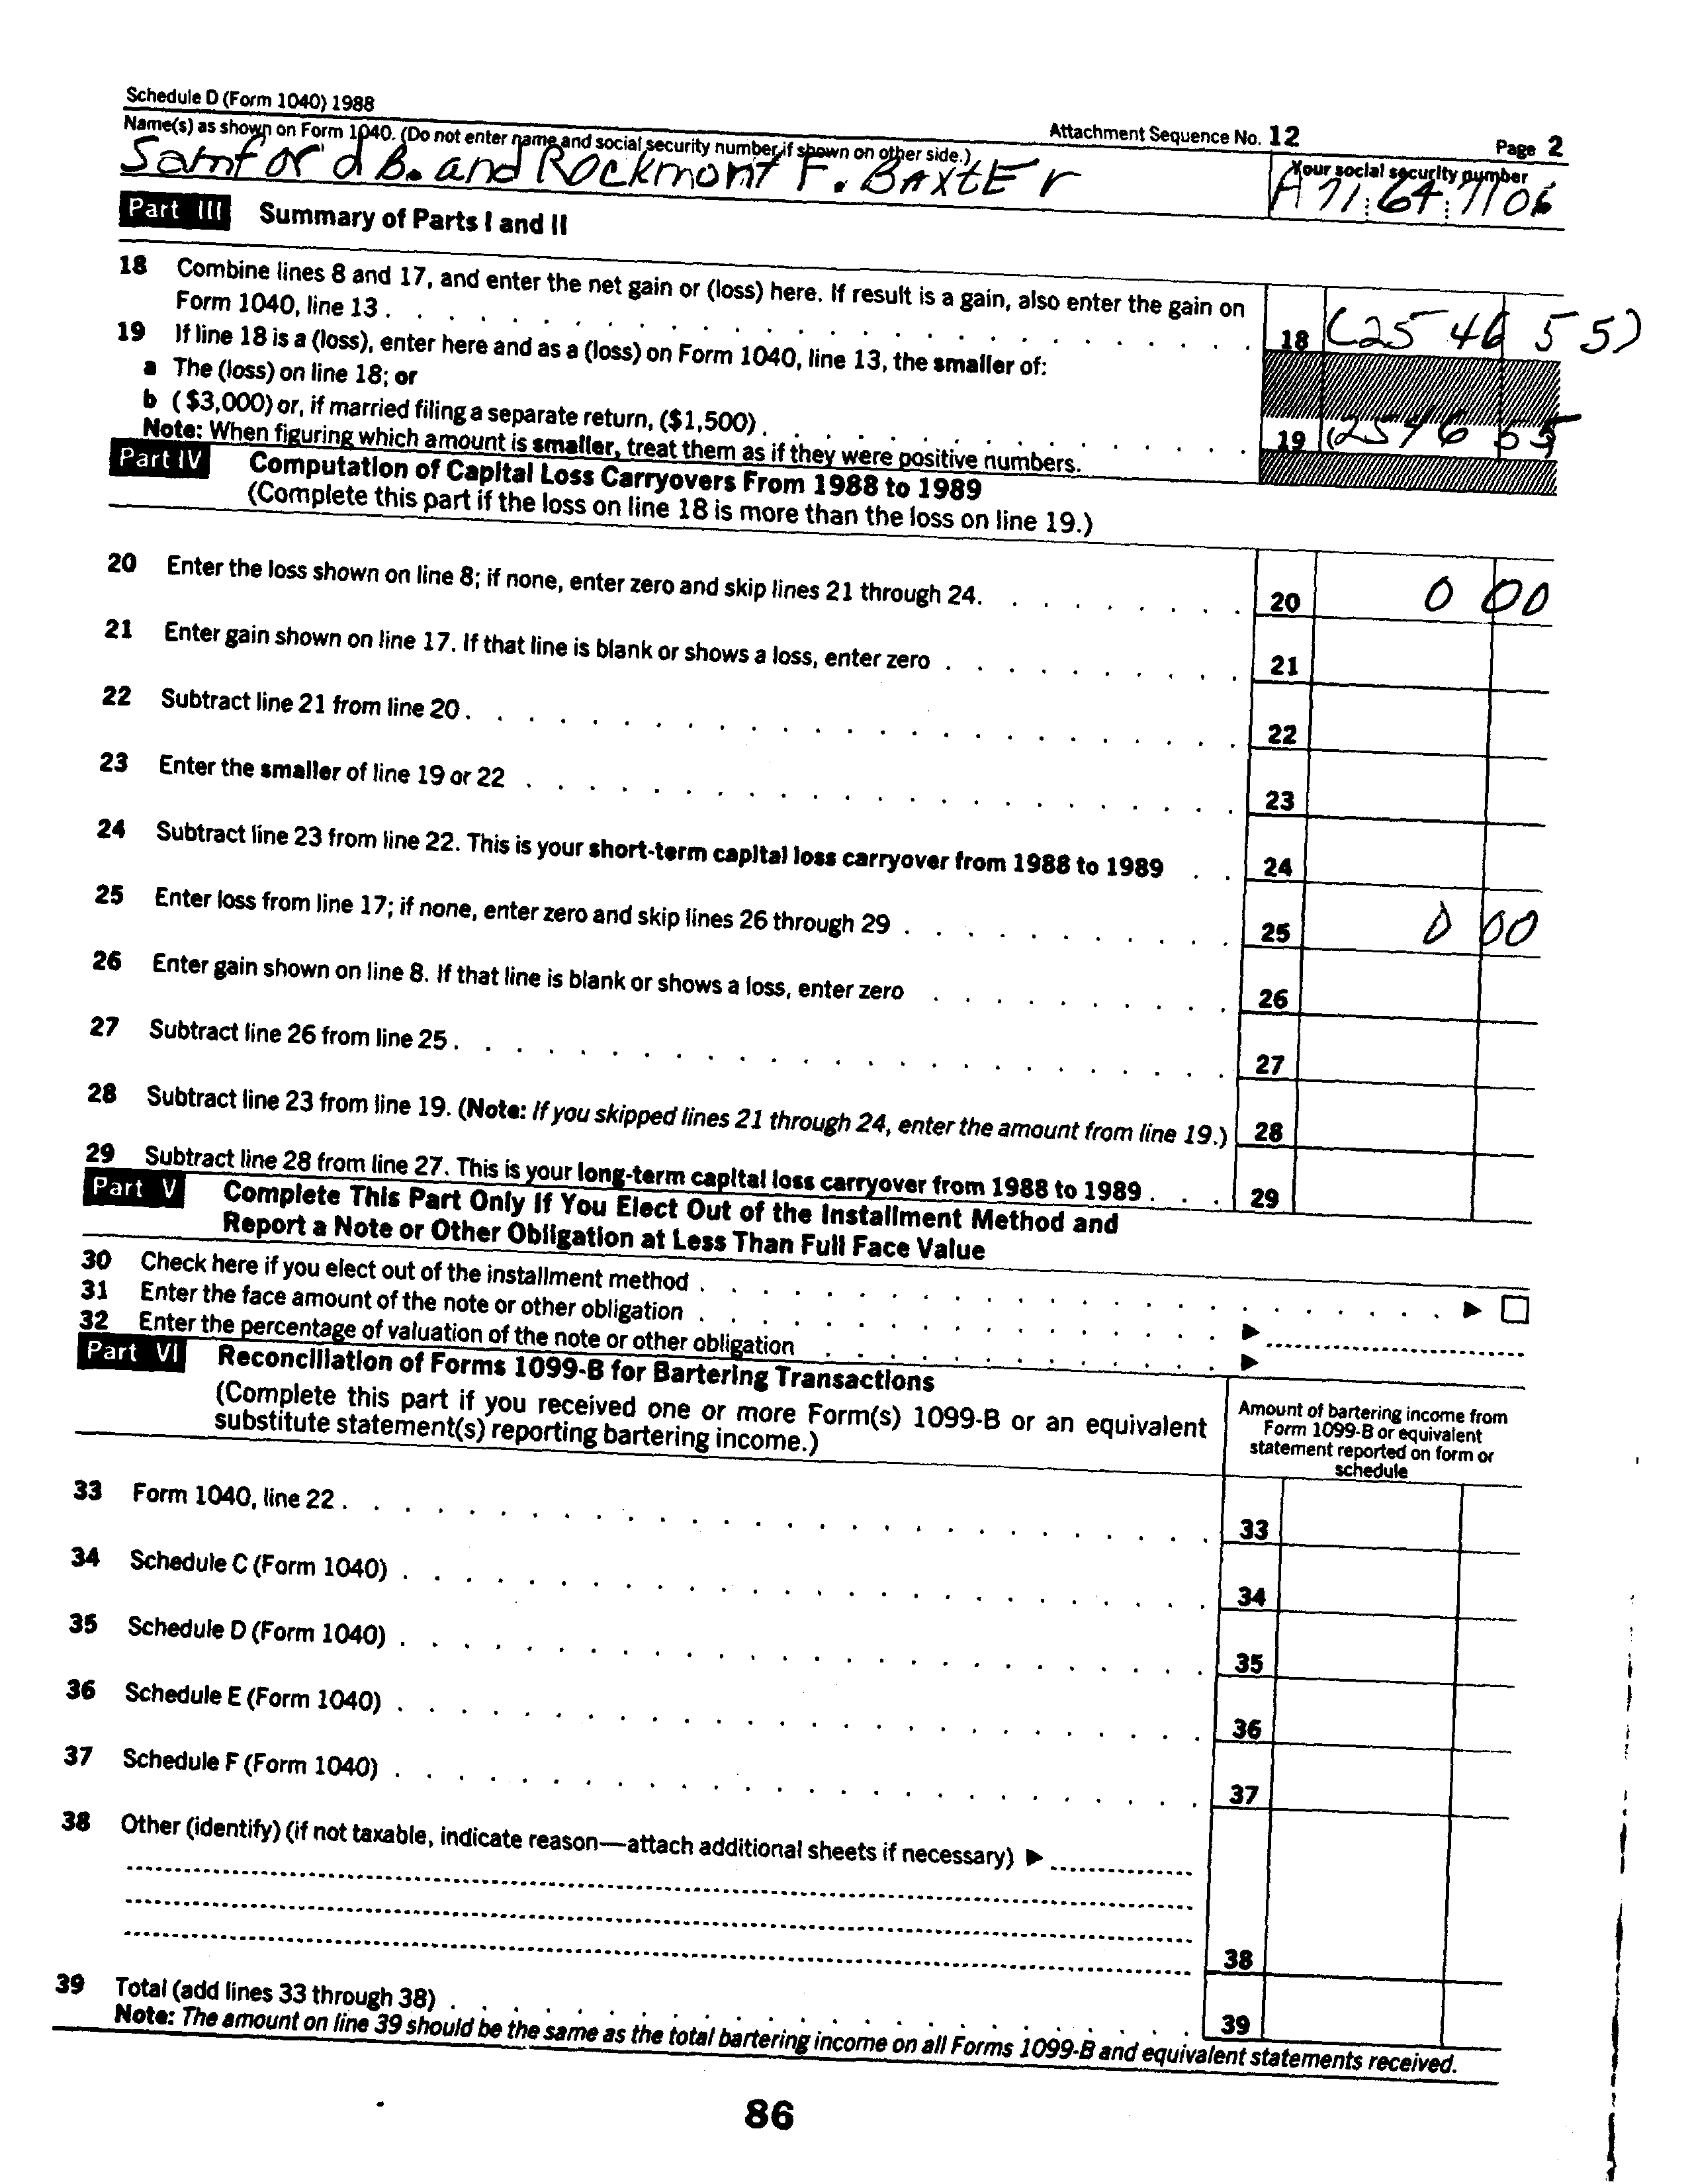 Schedule D (Form 1040) 1988
Attachment Sequence No. 12
Page 2
Name(s) as shown on Form 1040. (Do not enter name and social security number if shown on other side.)
Your social security number
Samford B. and Rockmont F. BAxtEr
A71 64 7106
Part III Summary of Parts I and II
18 Combine lines 8 and 17, and enter the net gain or (loss) here. If result is a gain, also enter the gain on
Form 1040, line 13 . . . . 18 (25 46 55)
19 If line 18 is a (loss), enter here and as a (loss) on Form 1040, line 13, the smaller of:
a The (loss) on line 18; or
b ($3,000) or, if married filing a separate return, ($1,500) . . . . 19 (2546 55
Note: When figuring which amount is smaller, treat them as if they were positive numbers.
Part IV Computation of Capital Loss Carryovers From 1988 to 1989
(Complete this part if the loss on line 18 is more than the loss on line 19.)
20 Enter the loss shown on line 8; if none, enter zero and skip lines 21 through 24. . . . 20 0 00
21 Enter gain shown on line 17. If that line is blank or shows a loss, enter zero . . . . 21
22 Subtract line 21 from line 20 . . . . 22
23 Enter the smaller of line 19 or 22 . . . . 23
24 Subtract line 23 from line 22. This is your short-term capital loss carryover from 1988 to 1989 . . 24
25 Enter loss from line 17; if none, enter zero and skip lines 26 through 29 . . . . 25 0 00
26 Enter gain shown on line 8. If that line is blank or shows a loss, enter zero . . . . 26
27 Subtract line 26 from line 25 . . . . 27
28 Subtract line 23 from line 19. (Note: If you skipped lines 21 through 24, enter the amount from line 19.) 28
29 Subtract line 28 from line 27. This is your long-term capital loss carryover from 1988 to 1989 . . . 29
Part V Complete This Part Only If You Elect Out of the Installment Method and
Report a Note or Other Obligation at Less Than Full Face Value
30 Check here if you elect out of the installment method . . . . ▶ ☐
31 Enter the face amount of the note or other obligation . . . . ▶
32 Enter the percentage of valuation of the note or other obligation . . . . ▶
Part VI Reconciliation of Forms 1099-B for Bartering Transactions
(Complete this part if you received one or more Form(s) 1099-B or an equivalent
substitute statement(s) reporting bartering income.)
Amount of bartering income from
Form 1099-B or equivalent
statement reported on form or
schedule
33 Form 1040, line 22 . . . . 33
34 Schedule C (Form 1040) . . . . 34
35 Schedule D (Form 1040) . . . . 35
36 Schedule E (Form 1040) . . . . 36
37 Schedule F (Form 1040) . . . . 37
38 Other (identify) (if not taxable, indicate reason—attach additional sheets if necessary) ▶
38
39 Total (add lines 33 through 38) . . . . 39
Note: The amount on line 39 should be the same as the total bartering income on all Forms 1099-B and equivalent statements received.
86